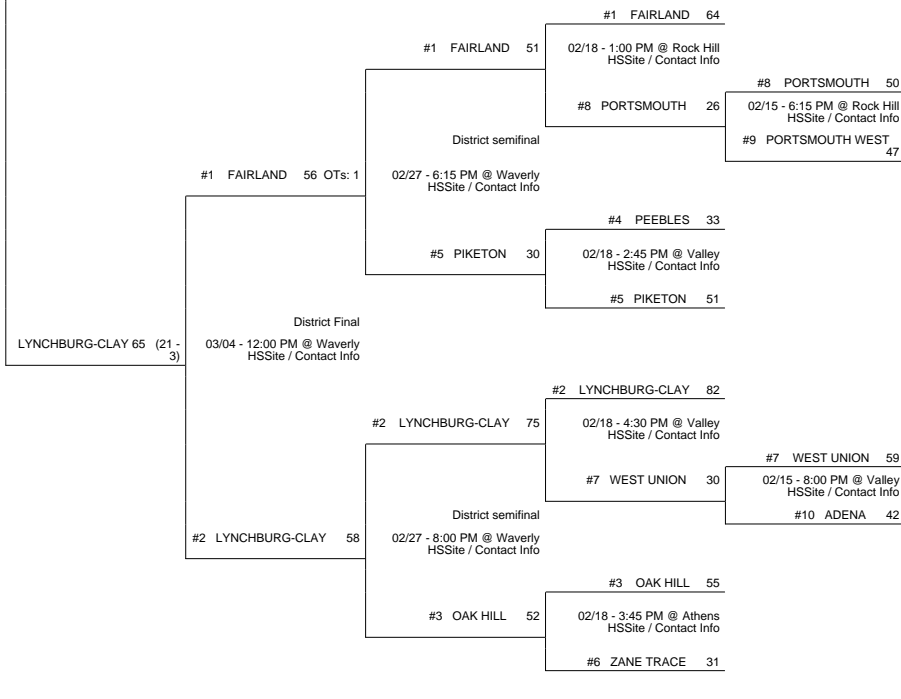 #1 FAIRLAND 64
#1 FAIRLAND 51
02/18 - 1:00 PM @ Rock Hill
HSSite / Contact Info
#8 PORTSMOUTH 50
#8 PORTSMOUTH 26
02/15 - 6:15 PM @ Rock Hill
HSSite / Contact Info
District semifinal
#9 PORTSMOUTH WEST
47
#1 FAIRLAND 56 OTs: 1
02/27 - 6:15 PM @ Waverly
HSSite / Contact Info
#4 PEEBLES 33
#5 PIKETON 30
02/18 - 2:45 PM @ Valley
HSSite / Contact Info
#5 PIKETON 51
District Final
LYNCHBURG-CLAY 65 (21 -
3)
03/04 - 12:00 PM @ Waverly
HSSite / Contact Info
#2 LYNCHBURG-CLAY 82
#2 LYNCHBURG-CLAY 75
02/18 - 4:30 PM @ Valley
HSSite / Contact Info
#7 WEST UNION 59
#7 WEST UNION 30
02/15 - 8:00 PM @ Valley
HSSite / Contact Info
District semifinal
#10 ADENA 42
#2 LYNCHBURG-CLAY 58
02/27 - 8:00 PM @ Waverly
HSSite / Contact Info
#3 OAK HILL 55
#3 OAK HILL 52
02/18 - 3:45 PM @ Athens
HSSite / Contact Info
#6 ZANE TRACE 31